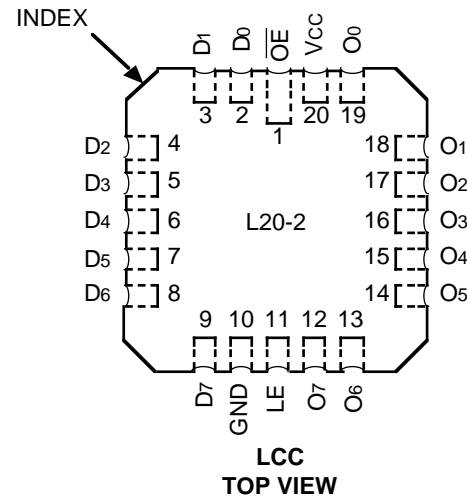 INDEX
D1 D0 OE VCC O0
3 2 1 20 19
D2 4 18 O1
D3 5 17 O2
D4 6 L20-2 16 O3
D5 7 15 O4
D6 8 14 O5
9 10 11 12 13
D7 GND LE O7 O6
LCC
TOP VIEW